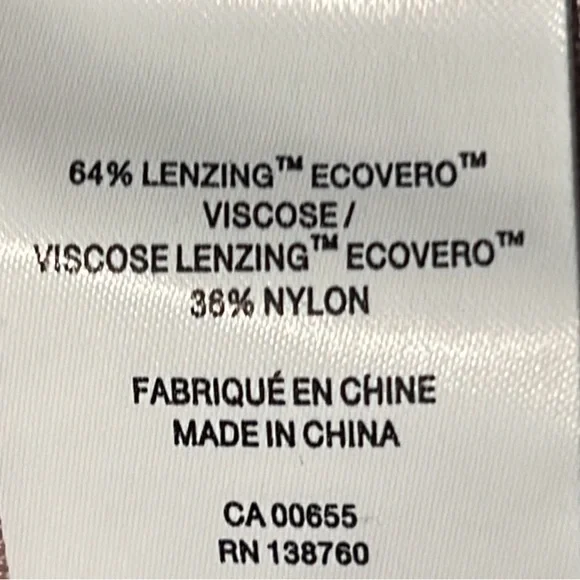 64% LENZING™ ECOVERO™
VISCOSE /
VISCOSE LENZING™ ECOVERO™
36% NYLON
FABRIQUÉ EN CHINE
MADE IN CHINA
CA 00655
RN 138760